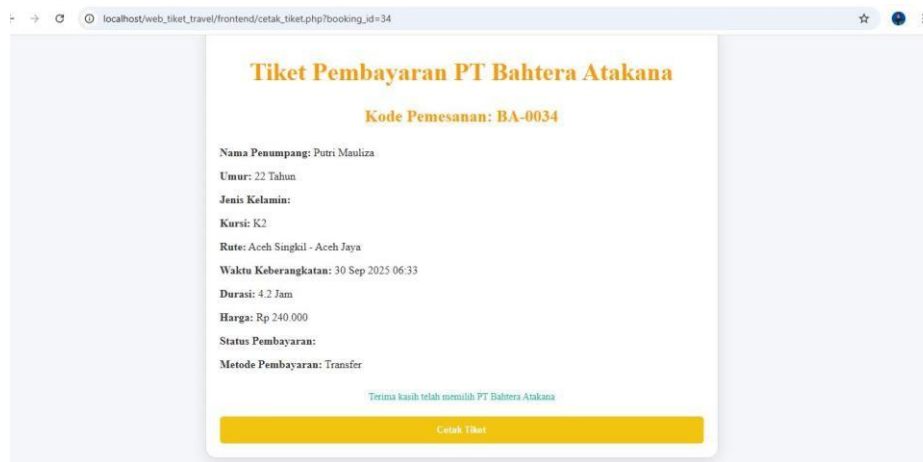 localhost/web_tiket_travel/frontend/cetak_tiket.php?booking_id=34
Tiket Pembayaran PT Bahtera Atakana
Kode Pemesanan: BA-0034
Nama Penumpang: Putri Mauliza
Umur: 22 Tahun
Jenis Kelamin:
Kursi: K2
Rute: Aceh Singkil - Aceh Jaya
Waktu Keberangkatan: 30 Sep 2025 06:33
Durasi: 4.2 Jam
Harga: Rp 240.000
Status Pembayaran:
Metode Pembayaran: Transfer
Terima kasih telah memilih PT Bahtera Atakana
Cetak Tiket